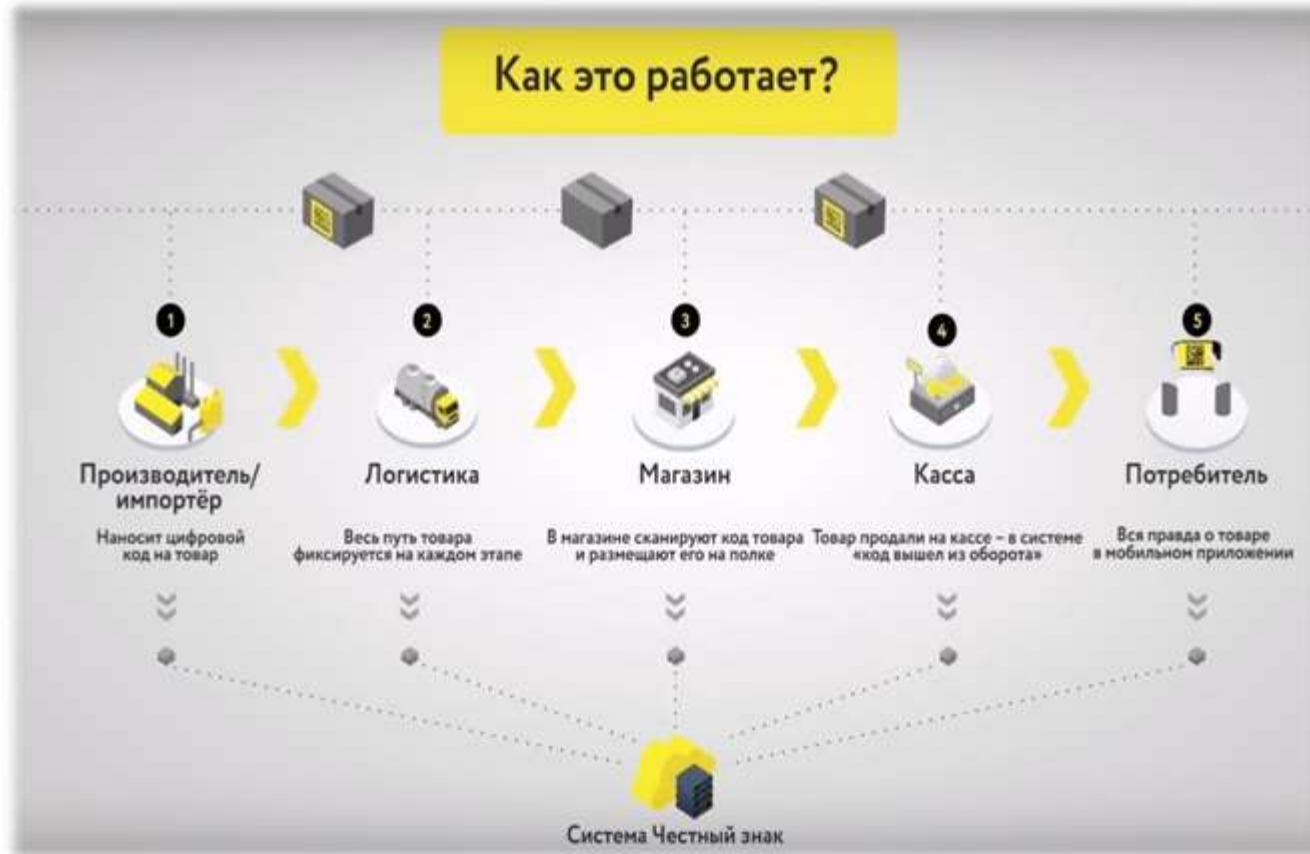 Как это работает?
1
2
3
4
5
Производитель/
импортёр
Наносит цифровой
код на товар
Логистика
Весь путь товара
фиксируется на каждом этапе
Магазин
В магазине сканируют код товара
и размещают его на полке
Касса
Товар продали на кассе – в системе
«код вышел из оборота»
Потребитель
Вся правда о товаре
в мобильном приложении
Система Честный знак